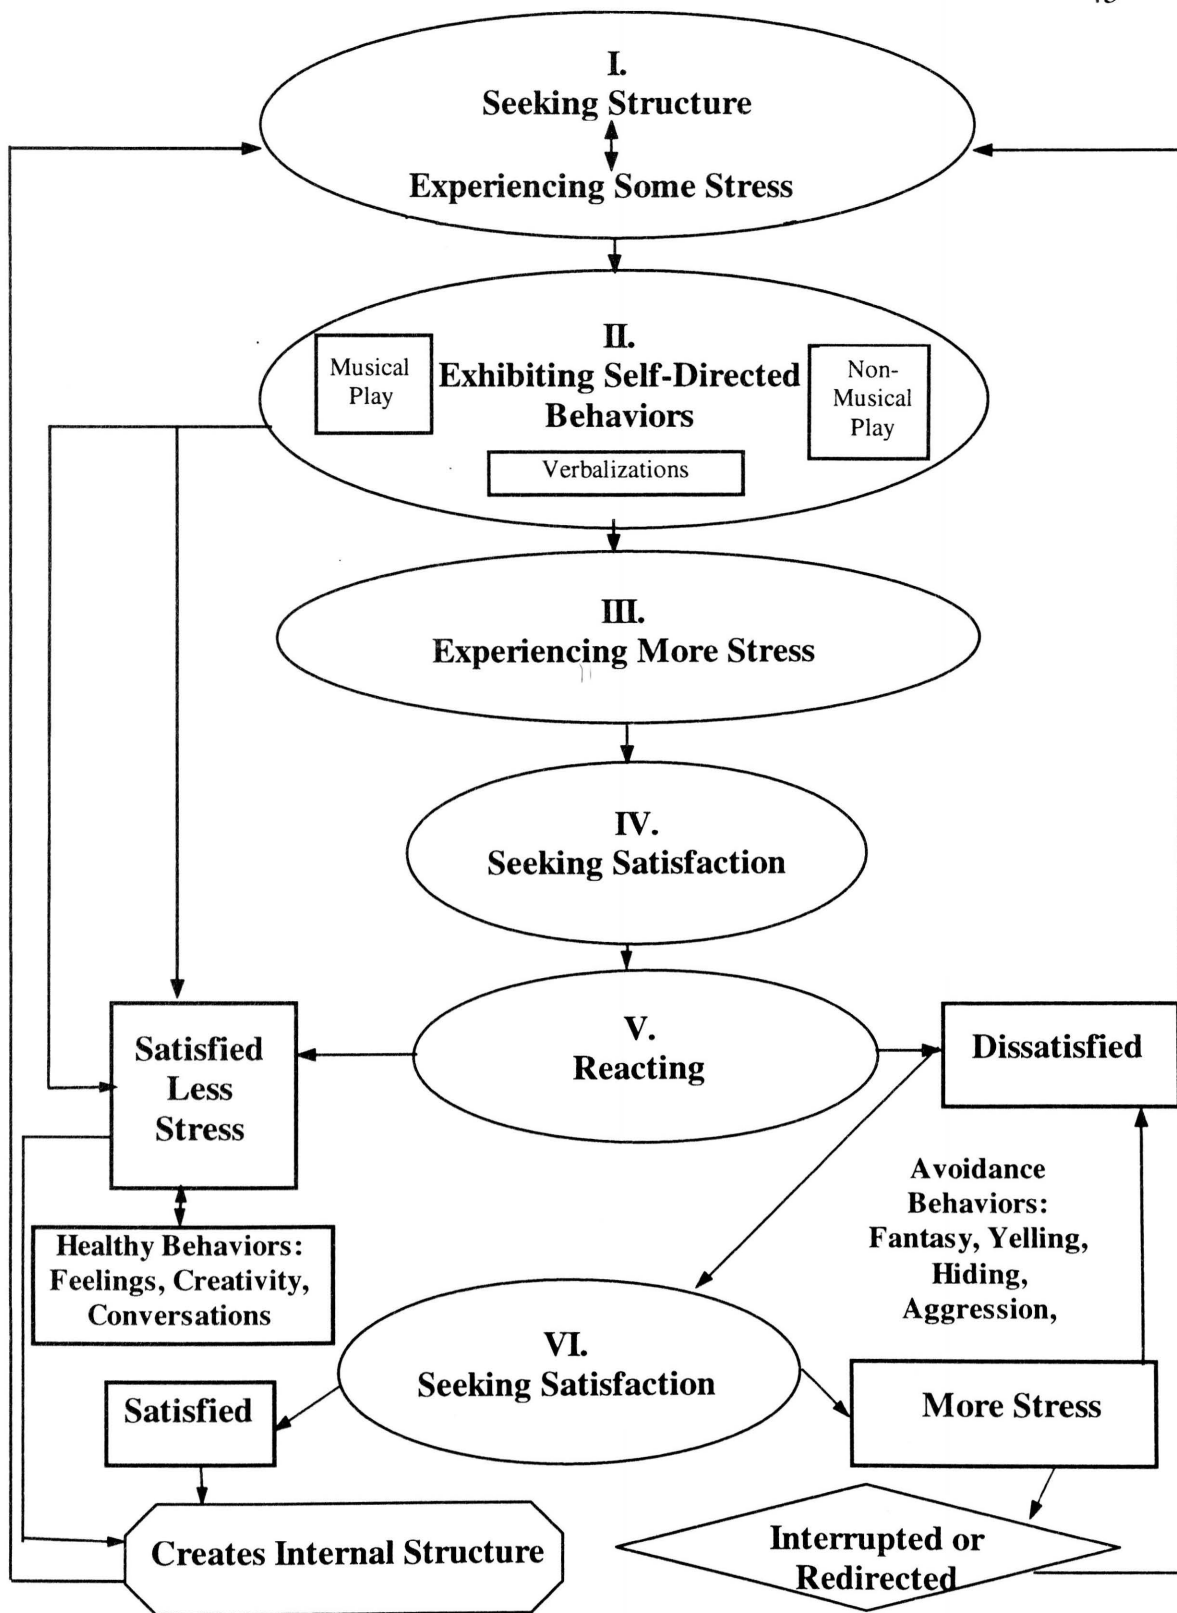 I.
Seeking Structure
Experiencing Some Stress
II.
Exhibiting Self-Directed
Behaviors
Musical
Play
Non-
Musical
Play
Verbalizations
III.
Experiencing More Stress
IV.
Seeking Satisfaction
V.
Reacting
Satisfied
Less
Stress
Dissatisfied
Avoidance
Behaviors:
Fantasy, Yelling,
Hiding,
Aggression,
Healthy Behaviors:
Feelings, Creativity,
Conversations
VI.
Seeking Satisfaction
Satisfied
More Stress
Creates Internal Structure
Interrupted or
Redirected